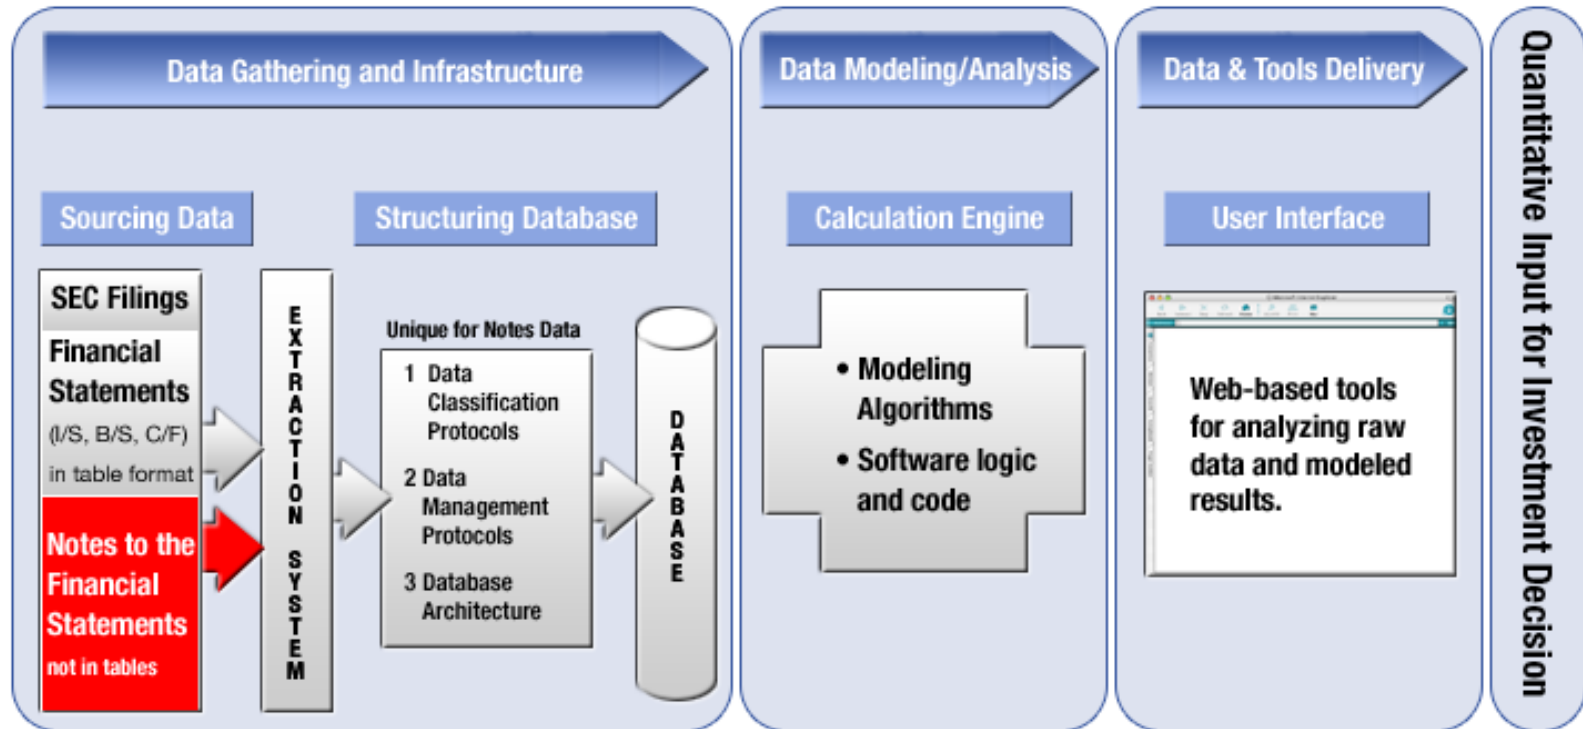 Data Gathering and Infrastructure
Data Modeling/Analysis
Data & Tools Delivery
Quantitative Input for Investment Decision
Sourcing Data
Structuring Database
Calculation Engine
User Interface
SEC Filings
Financial
Statements
(I/S, B/S, C/F)
in table format
Notes to the
Financial
Statements
not in tables
EXTRACTION SYSTEM
Unique for Notes Data
1 Data
Classification
Protocols
2 Data
Management
Protocols
3 Database
Architecture
DATABASE
• Modeling
Algorithms
• Software logic
and code
Web-based tools
for analyzing raw
data and modeled
results.